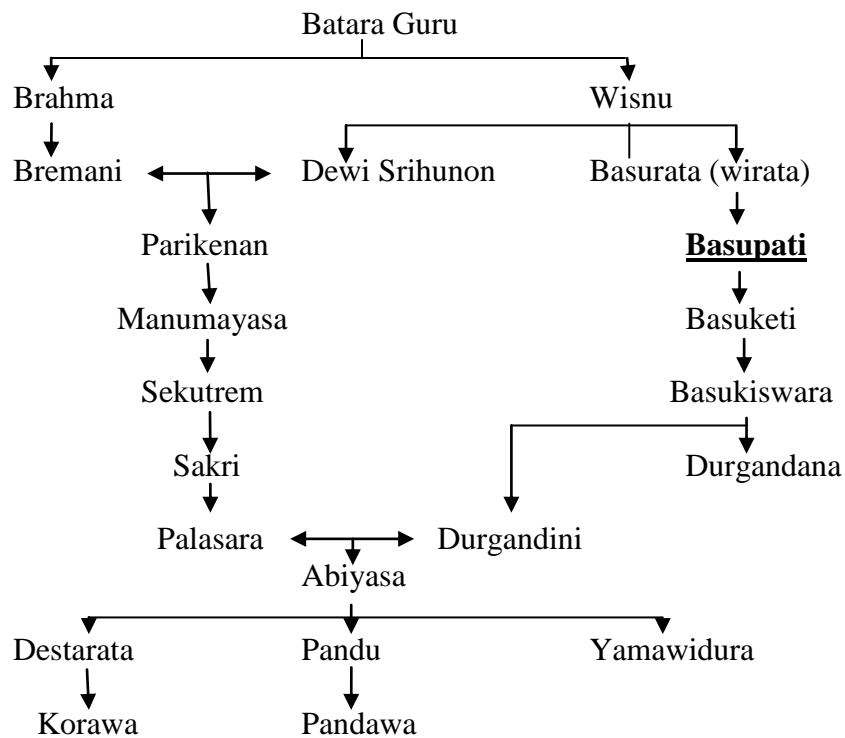 Batara Guru
Brahma Wisnu
Bremani Dewi Srihunon Basurata (wirata)
Parikenan Basupati
Manumayasa Basuketi
Sekutrem Basukiswara
Sakri Durgandana
Palasara Durgandini
Abiyasa
Destarata Pandu Yamawidura
Korawa Pandawa